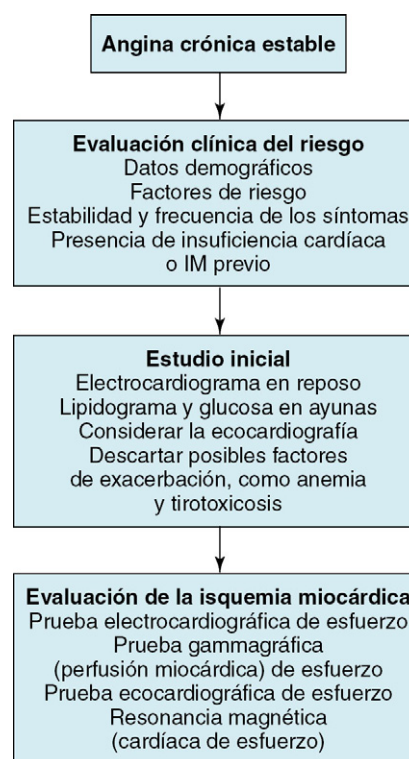 Angina crónica estable
Evaluación clínica del riesgo
Datos demográficos
Factores de riesgo
Estabilidad y frecuencia de los síntomas
Presencia de insuficiencia cardíaca
o IM previo
Estudio inicial
Electrocardiograma en reposo
Lipidograma y glucosa en ayunas
Considerar la ecocardiografía
Descartar posibles factores
de exacerbación, como anemia
y tirotoxicosis
Evaluación de la isquemia miocárdica
Prueba electrocardiográfica de esfuerzo
Prueba gammagráfica
(perfusión miocárdica) de esfuerzo
Prueba ecocardiográfica de esfuerzo
Resonancia magnética
(cardíaca de esfuerzo)